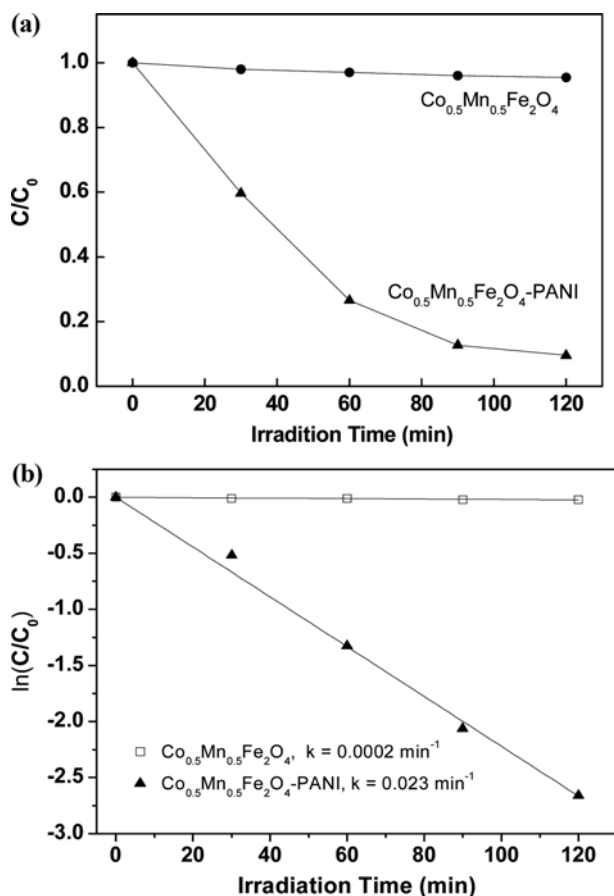 (a)
1.0
0.8
0.6
0.4
0.2
0.0
C/C₀
Co₀.₅Mn₀.₅Fe₂O₄
Co₀.₅Mn₀.₅Fe₂O₄-PANI
0 20 40 60 80 100 120
Irradition Time (min)
(b)
0.0
-0.5
-1.0
-1.5
-2.0
-2.5
-3.0
ln(C/C₀)
Co₀.₅Mn₀.₅Fe₂O₄, k = 0.0002 min⁻¹
Co₀.₅Mn₀.₅Fe₂O₄-PANI, k = 0.023 min⁻¹
0 20 40 60 80 100 120
Irradiation Time (min)